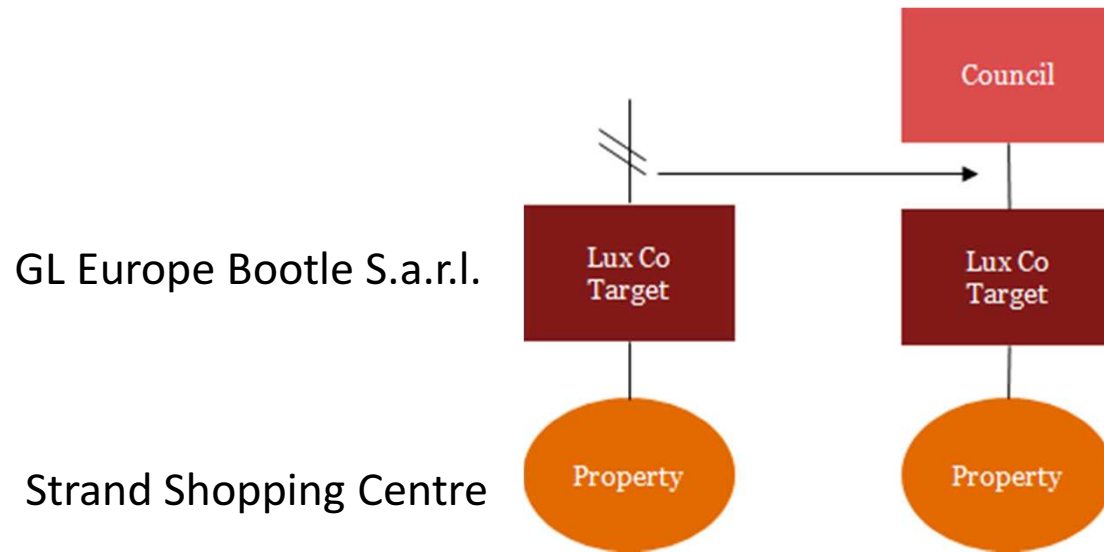 Council
GL Europe Bootle S.a.r.l.
Lux Co
Target
Lux Co
Target
Strand Shopping Centre
Property
Property